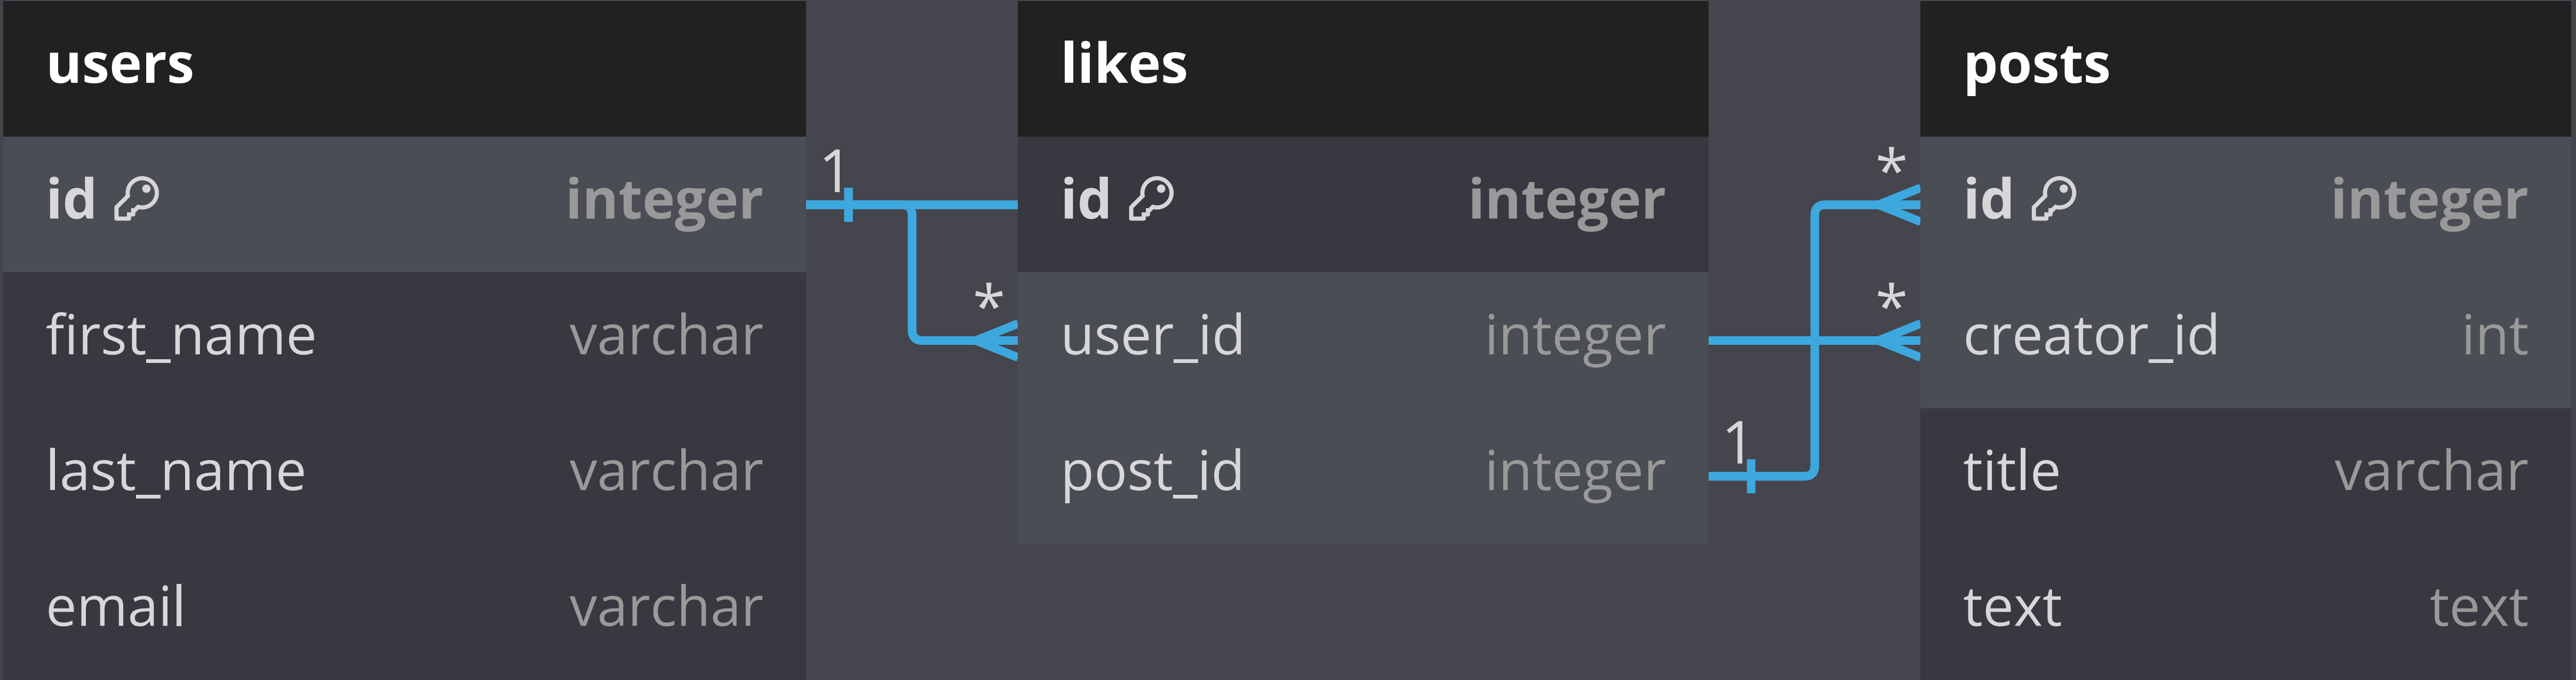 users
id integer
first_name varchar
last_name varchar
email varchar
1
*
likes
id integer
user_id integer
post_id integer
1
*
*
posts
id integer
creator_id int
title varchar
text text